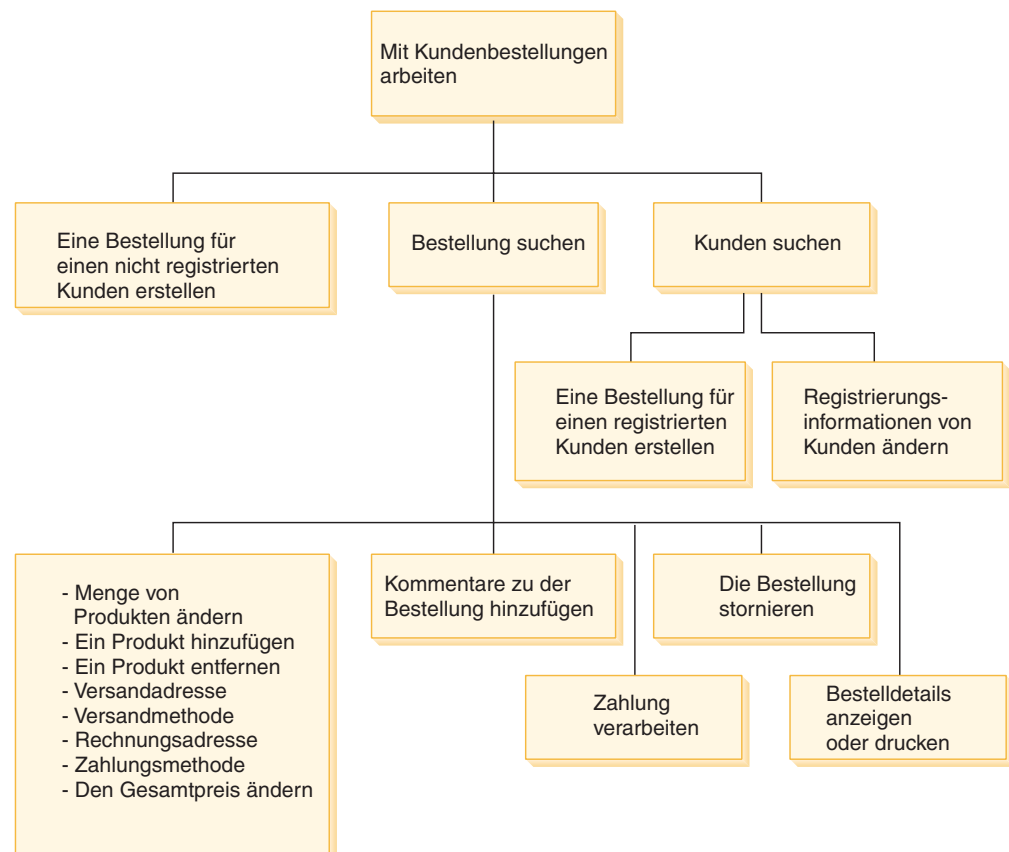 Mit Kundenbestellungen
arbeiten
Eine Bestellung für
einen nicht registrierten
Kunden erstellen
Bestellung suchen
Kunden suchen
Eine Bestellung für
einen registrierten
Kunden erstellen
Registrierungs-
informationen von
Kunden ändern
- Menge von
Produkten ändern
- Ein Produkt hinzufügen
- Ein Produkt entfernen
- Versandadresse
- Versandmethode
- Rechnungsadresse
- Zahlungsmethode
- Den Gesamtpreis ändern
Kommentare zu der
Bestellung hinzufügen
Die Bestellung
stornieren
Zahlung
verarbeiten
Bestelldetails
anzeigen
oder drucken